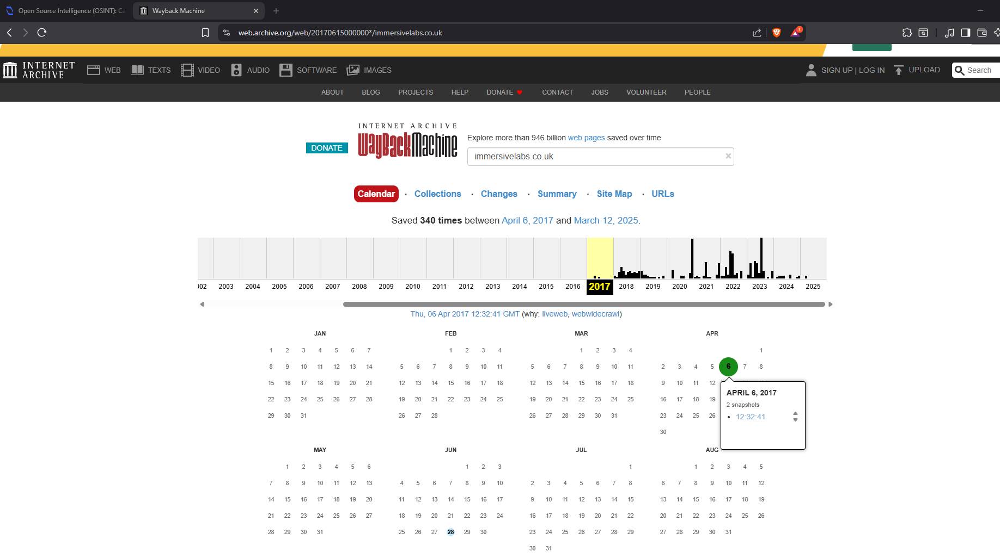 Open Source Intelligence (OSINT): Ca
Wayback Machine
web.archive.org/web/20170615000000*/immersivelabs.co.uk
1
INTERNET ARCHIVE
WEB
TEXTS
VIDEO
AUDIO
SOFTWARE
IMAGES
SIGN UP | LOG IN
UPLOAD
Search
ABOUT BLOG PROJECTS HELP DONATE CONTACT JOBS VOLUNTEER PEOPLE
INTERNET ARCHIVE
WayBackMachine
DONATE
Explore more than 946 billion web pages saved over time
immersivelabs.co.uk
Calendar · Collections · Changes · Summary · Site Map · URLs
Saved 340 times between April 6, 2017 and March 12, 2025.
002 2003 2004 2005 2006 2007 2008 2009 2010 2011 2012 2013 2014 2015 2016 2017 2018 2019 2020 2021 2022 2023 2024 2025
Thu, 06 Apr 2017 12:32:41 GMT (why: liveweb, webwidecrawl)
JAN FEB MAR APR
1 2 3 4 5 6 7 1 2 3 4 1 2 3 4 1
8 9 10 11 12 13 14 5 6 7 8 9 10 11 5 6 7 8 9 10 11 2 3 4 5 6 7 8
15 16 17 18 19 20 21 12 13 14 15 16 17 18 12 13 14 15 16 17 18 9 10 11 12
22 23 24 25 26 27 28 19 20 21 22 23 24 25 19 20 21 22 23 24 25 16 17 18 19
29 30 31 26 27 28 26 27 28 29 30 31 23 24 25 26
30
APRIL 6, 2017
2 snapshots
• 12:32:41
MAY JUN JUL AUG
1 2 3 4 5 6 1 2 3 1 1 2 3 4 5
7 8 9 10 11 12 13 4 5 6 7 8 9 10 2 3 4 5 6 7 8 6 7 8 9 10 11 12
14 15 16 17 18 19 20 11 12 13 14 15 16 17 9 10 11 12 13 14 15 13 14 15 16 17 18 19
21 22 23 24 25 26 27 18 19 20 21 22 23 24 16 17 18 19 20 21 22 20 21 22 23 24 25 26
28 29 30 31 25 26 27 28 29 30 23 24 25 26 27 28 29 27 28 29 30 31
30 31